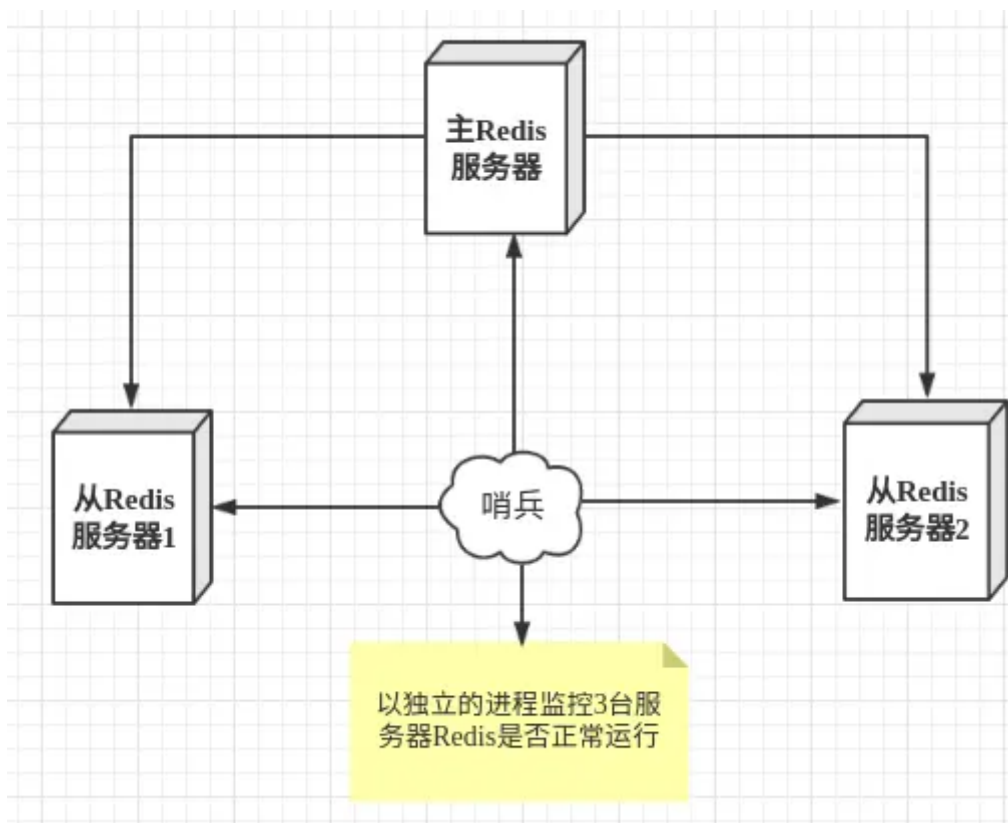 主Redis
服务器
从Redis
服务器1
哨兵
从Redis
服务器2
以独立的进程监控3台服
务器Redis是否正常运行